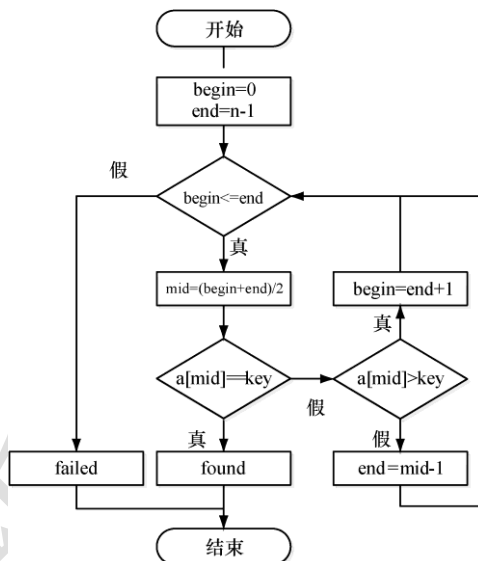 开始
begin=0
end=n-1
假
begin<=end
真
mid=(begin+end)/2
begin=end+1
真
a[mid]==key
假
a[mid]>key
真
假
failed
found
end=mid-1
结束